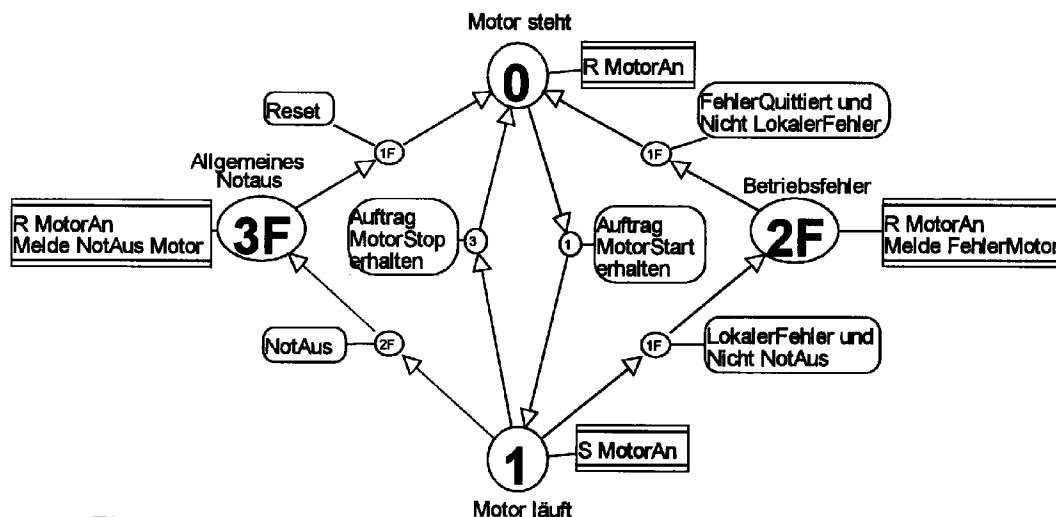 Motor steht
0
R MotorAn
Reset
1F
FehlerQuittiert und
Nicht LokalerFehler
1F
Allgemeines
Notaus
Betriebsfehler
R MotorAn
Melde NotAus Motor
3F
Auftrag
MotorStop
erhalten
3
1
Auftrag
MotorStart
erhalten
2F
R MotorAn
Melde FehlerMotor
NotAus
2F
1F
LokalerFehler und
Nicht NotAus
1
S MotorAn
Motor läuft